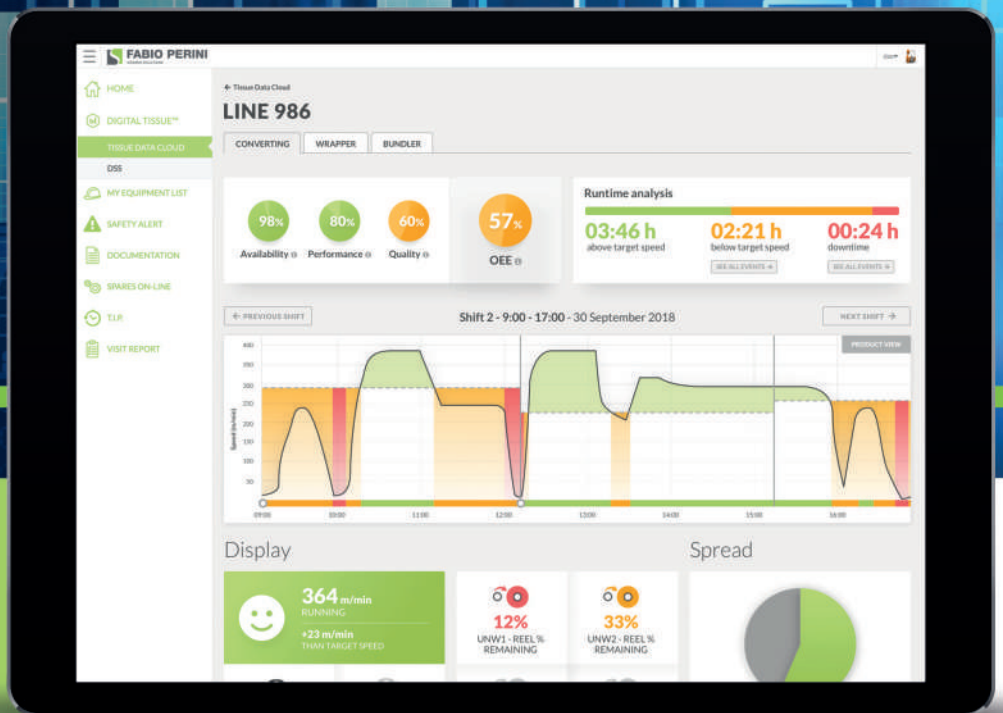 FABIO PERINI
HOME
DIGITAL TISSUE™
TISSUE DATA CLOUD
DSS
MY EQUIPMENT LIST
SAFETY ALERT
DOCUMENTATION
SPARES ON-LINE
T.I.P.
VISIT REPORT
← Tissue Data Cloud
LINE 986
CONVERTING WRAPPER BUNDLER
98% 80% 60% 57%
Availability Performance Quality OEE
Runtime analysis
03:46 h 02:21 h 00:24 h
above target speed below target speed downtime
SEE ALL EVENTS → SEE ALL EVENTS →
← PREVIOUS SHIFT Shift 2 - 9:00 - 17:00 - 30 September 2018 NEXT SHIFT →
PRODUCT VIEW
Speed (m/min)
400
350
300
250
200
150
100
50
09:00 10:00 11:00 12:00 13:00 14:00 15:00 16:00
Display
364 m/min
RUNNING
+23 m/min
THAN TARGET SPEED
12%
UNW1 - REEL %
REMAINING
33%
UNW2 - REEL %
REMAINING
Spread